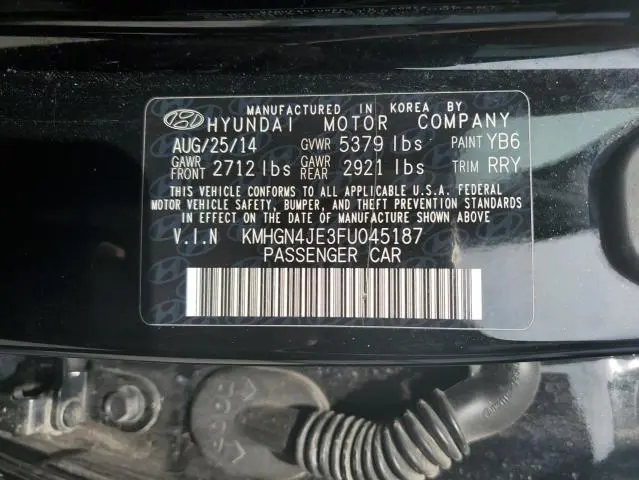 MANUFACTURED IN KOREA BY
HYUNDAI MOTOR COMPANY
AUG/25/14 GVWR 5379 lbs PAINT YB6
GAWR FRONT 2712 lbs GAWR REAR 2921 lbs TRIM RRY
THIS VEHICLE CONFORMS TO ALL APPLICABLE U.S.A. FEDERAL
MOTOR VEHICLE SAFETY, BUMPER, AND THEFT PREVENTION STANDARDS
IN EFFECT ON THE DATE OF MANUFACTURE SHOWN ABOVE
V.I.N KMHGN4JE3FU045187
PASSENGER CAR